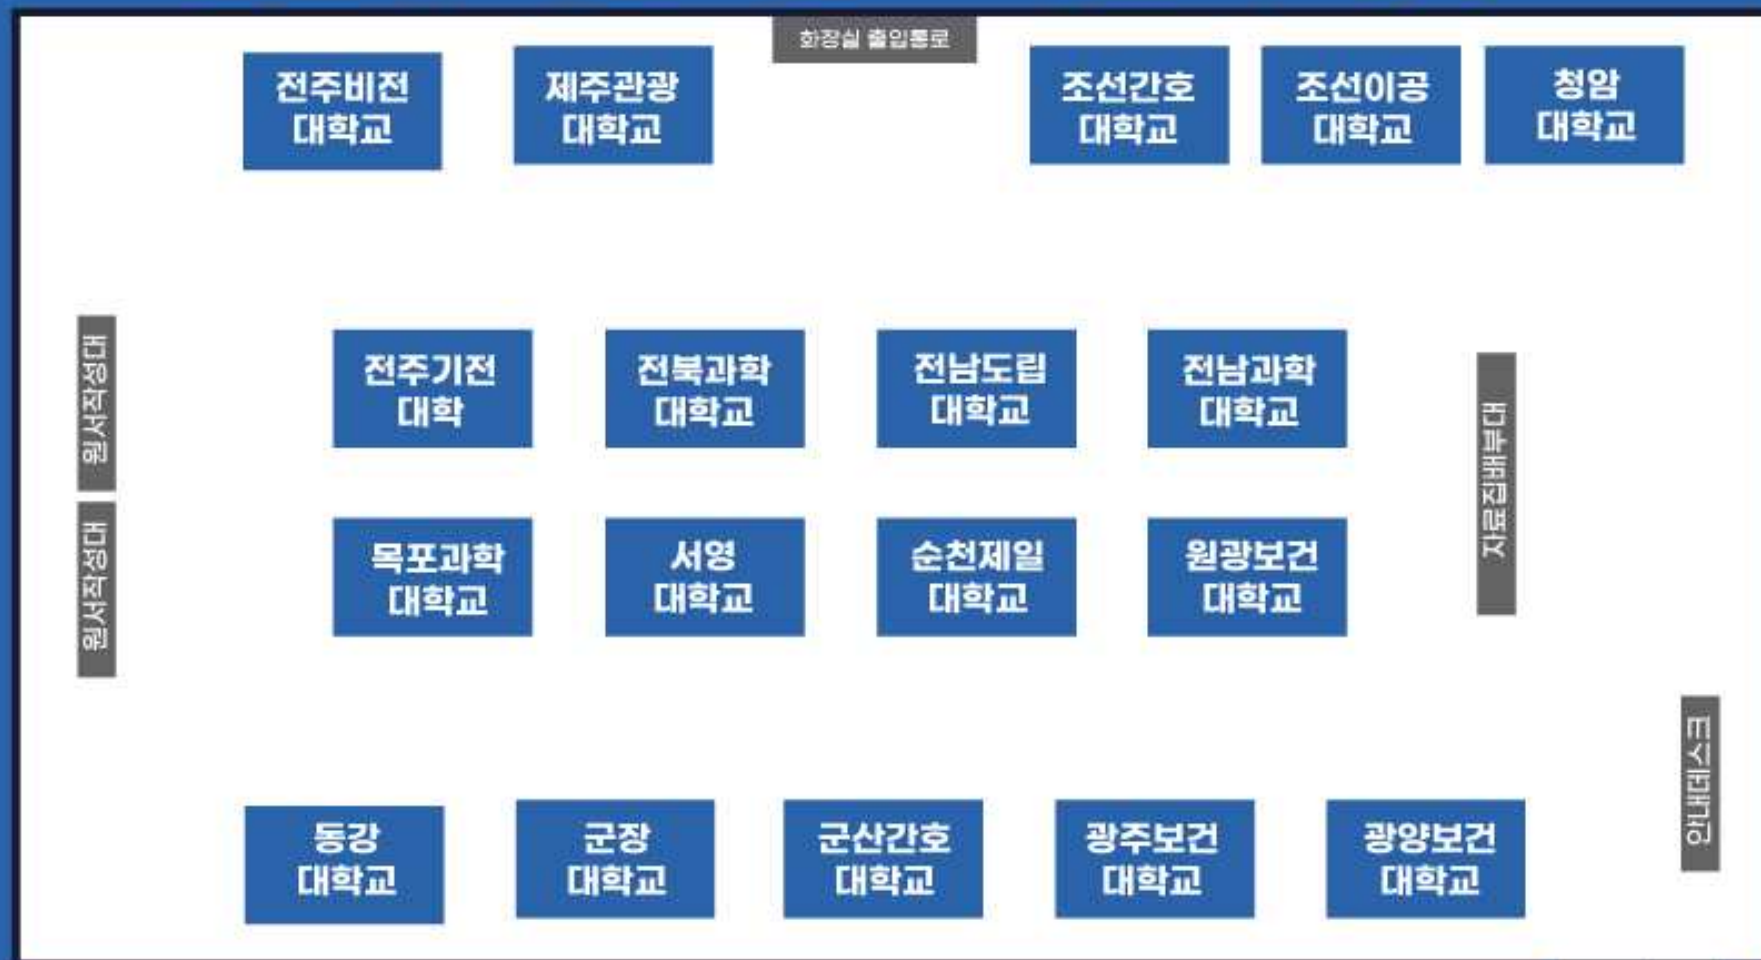 화장실 출입통로
전주비전
대학교
제주관광
대학교
조선간호
대학교
조선이공
대학교
청암
대학교
원서작성대
전주기전
대학
전북과학
대학교
전남도립
대학교
전남과학
대학교
자료집배부대
원서작성대
목포과학
대학교
서영
대학교
순천제일
대학교
원광보건
대학교
안내데스크
동강
대학교
군장
대학교
군산간호
대학교
광주보건
대학교
광양보건
대학교